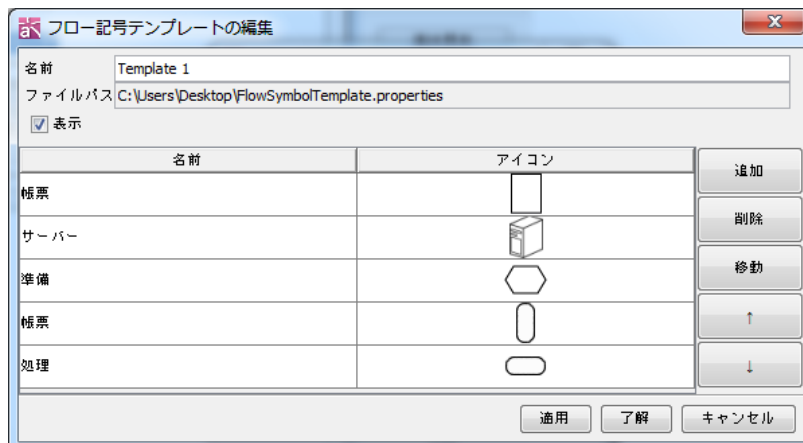 フロー記号テンプレートの編集
名前 Template 1
ファイルパス C:\Users\Desktop\FlowSymbolTemplate.properties
表示
名前 アイコン
帳票
サーバー
準備
帳票
処理
追加
削除
移動
↑
↓
適用 了解 キャンセル